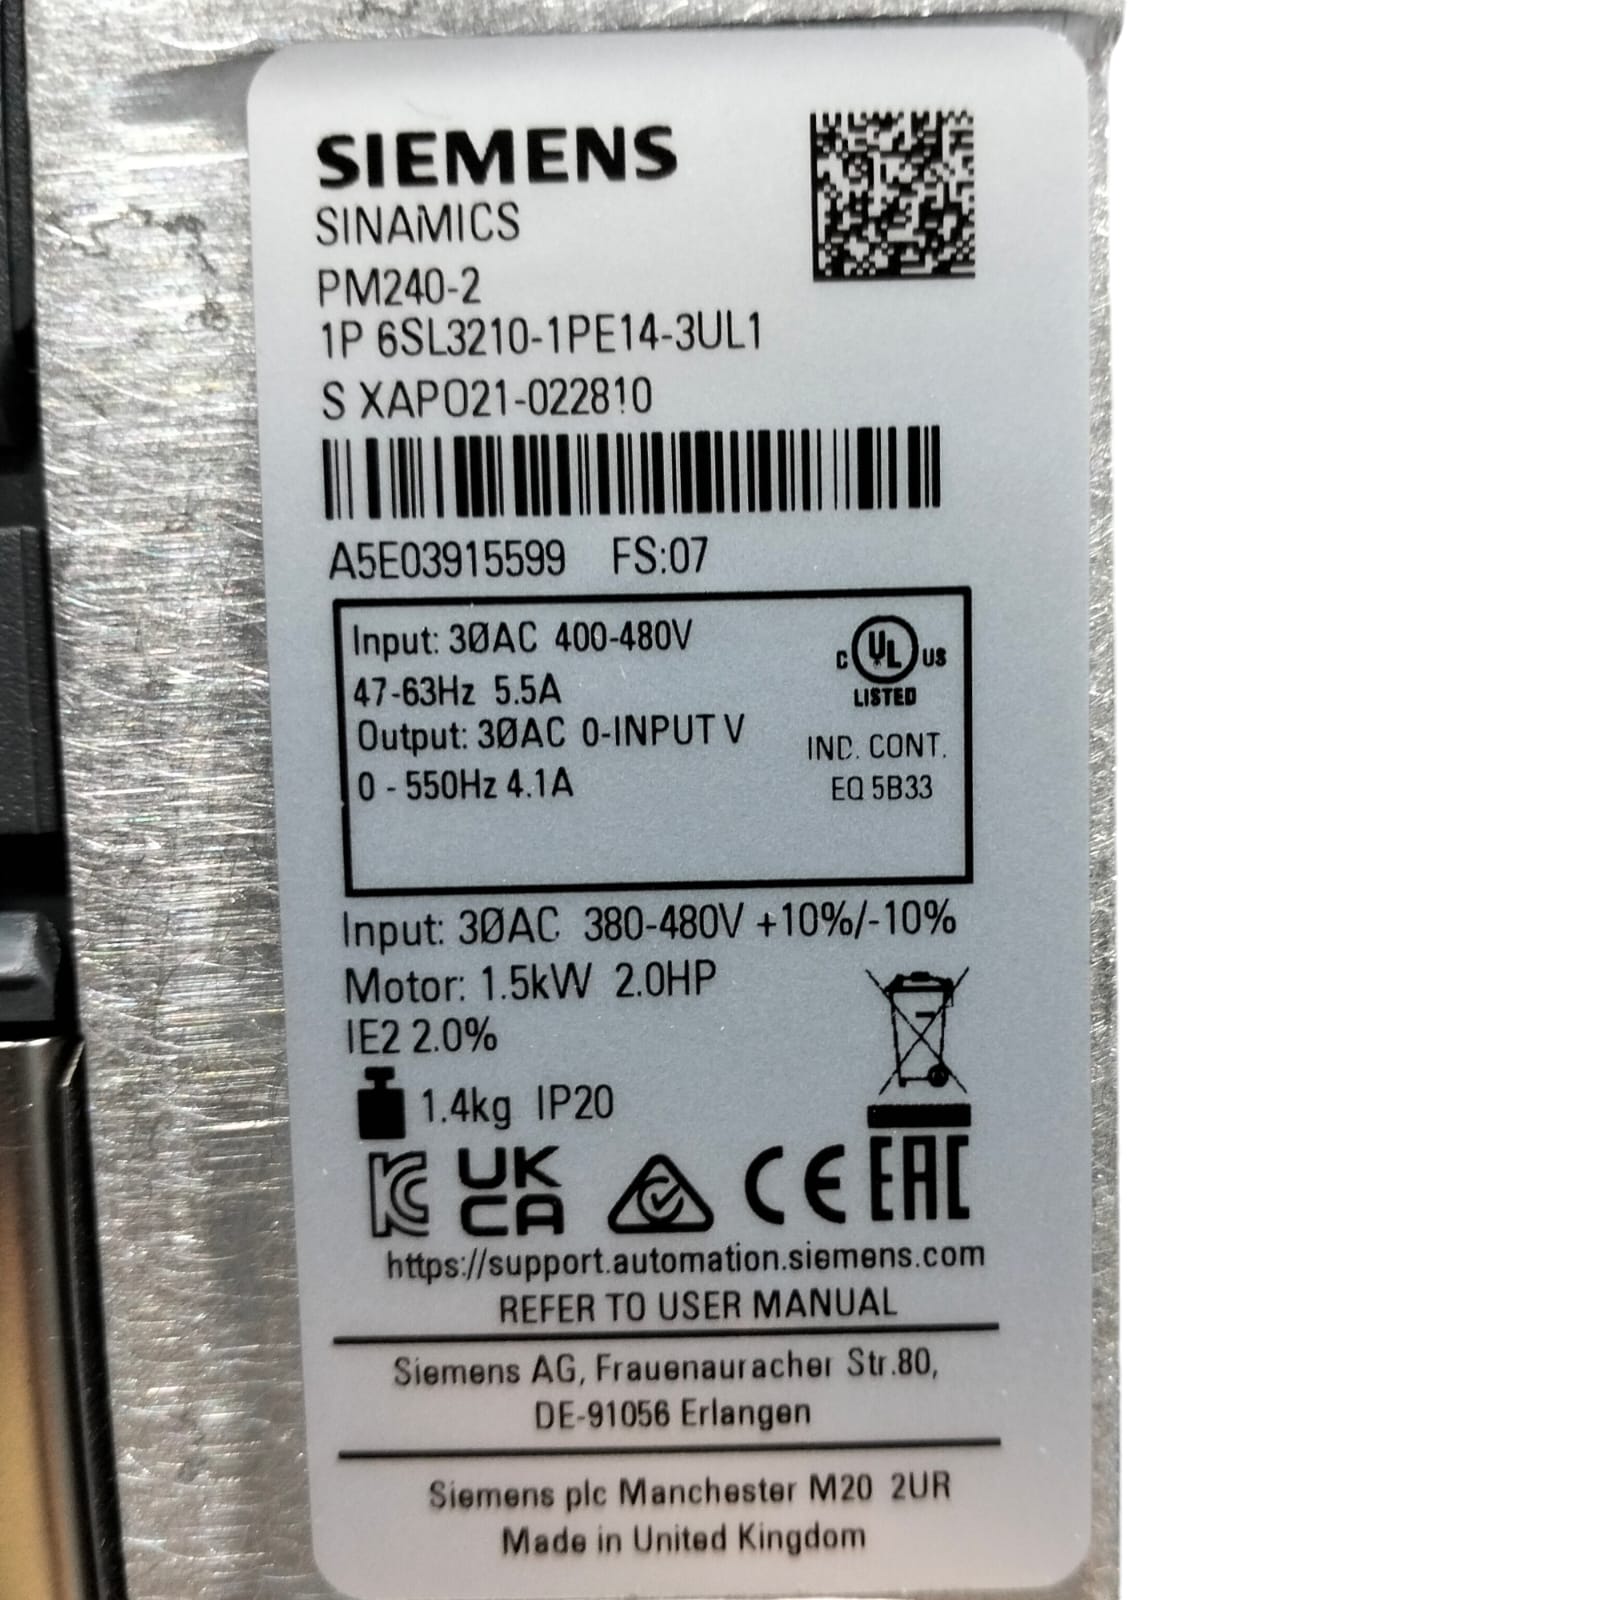 SIEMENS
SINAMICS
PM240-2
1P 6SL3210-1PE14-3UL1
S XAPO21-022810
A5E03915599 FS:07
Input: 3ØAC 400-480V
47-63Hz 5.5A
Output: 3ØAC 0-INPUT V
0 - 550Hz 4.1A
C UL US
LISTED
IND. CONT.
EQ 5B33
Input: 3ØAC 380-480V +10%/-10%
Motor: 1.5kW 2.0HP
IE2 2.0%
1.4kg IP20
KC UK CA CE EAC
https://support.automation.siemens.com
REFER TO USER MANUAL
Siemens AG, Frauenauracher Str.80,
DE-91056 Erlangen
Siemens plc Manchester M20 2UR
Made in United Kingdom